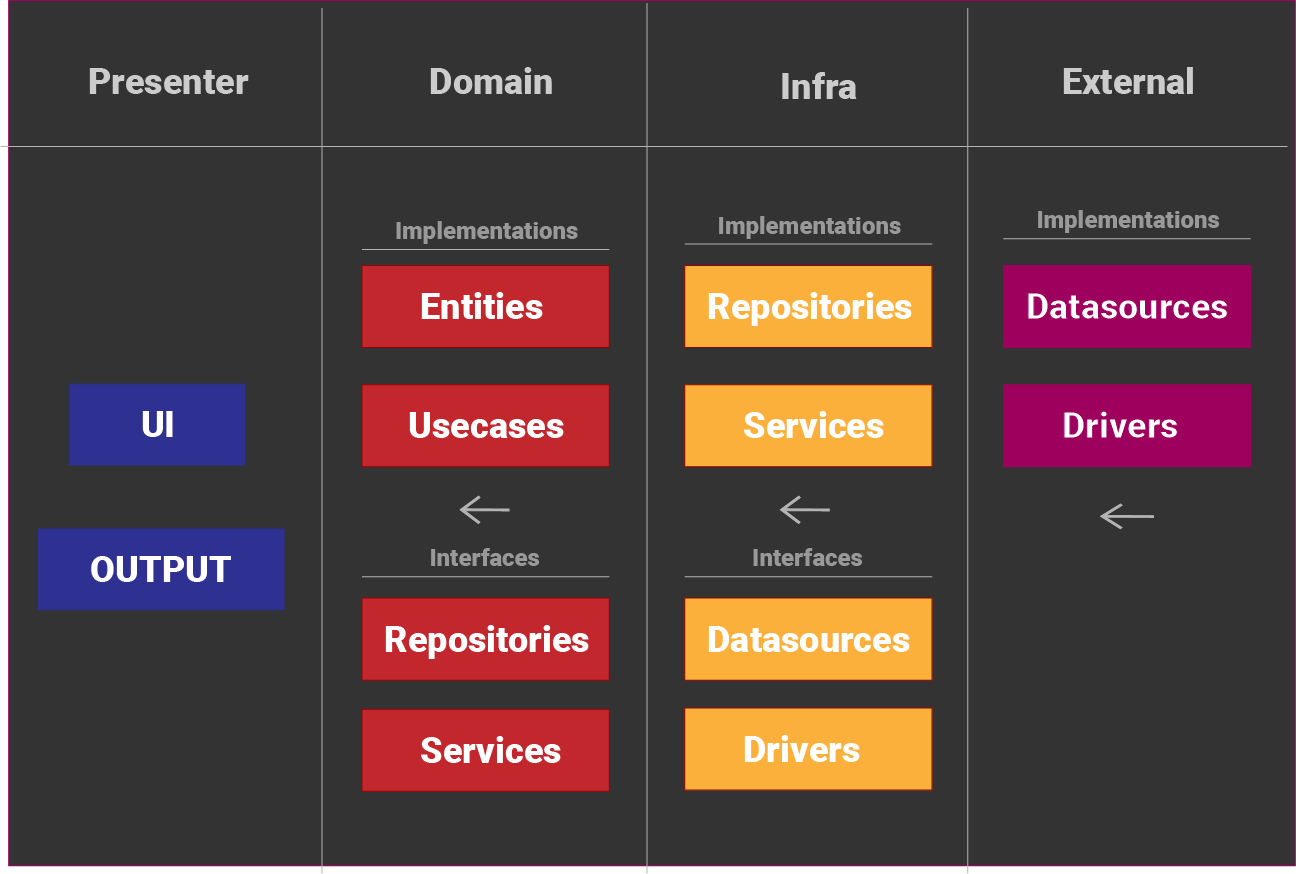 Presenter
Domain
Infra
External
UI
OUTPUT
Implementations
Entities
Usecases
Interfaces
Repositories
Services
Implementations
Repositories
Services
Interfaces
Datasources
Drivers
Implementations
Datasources
Drivers